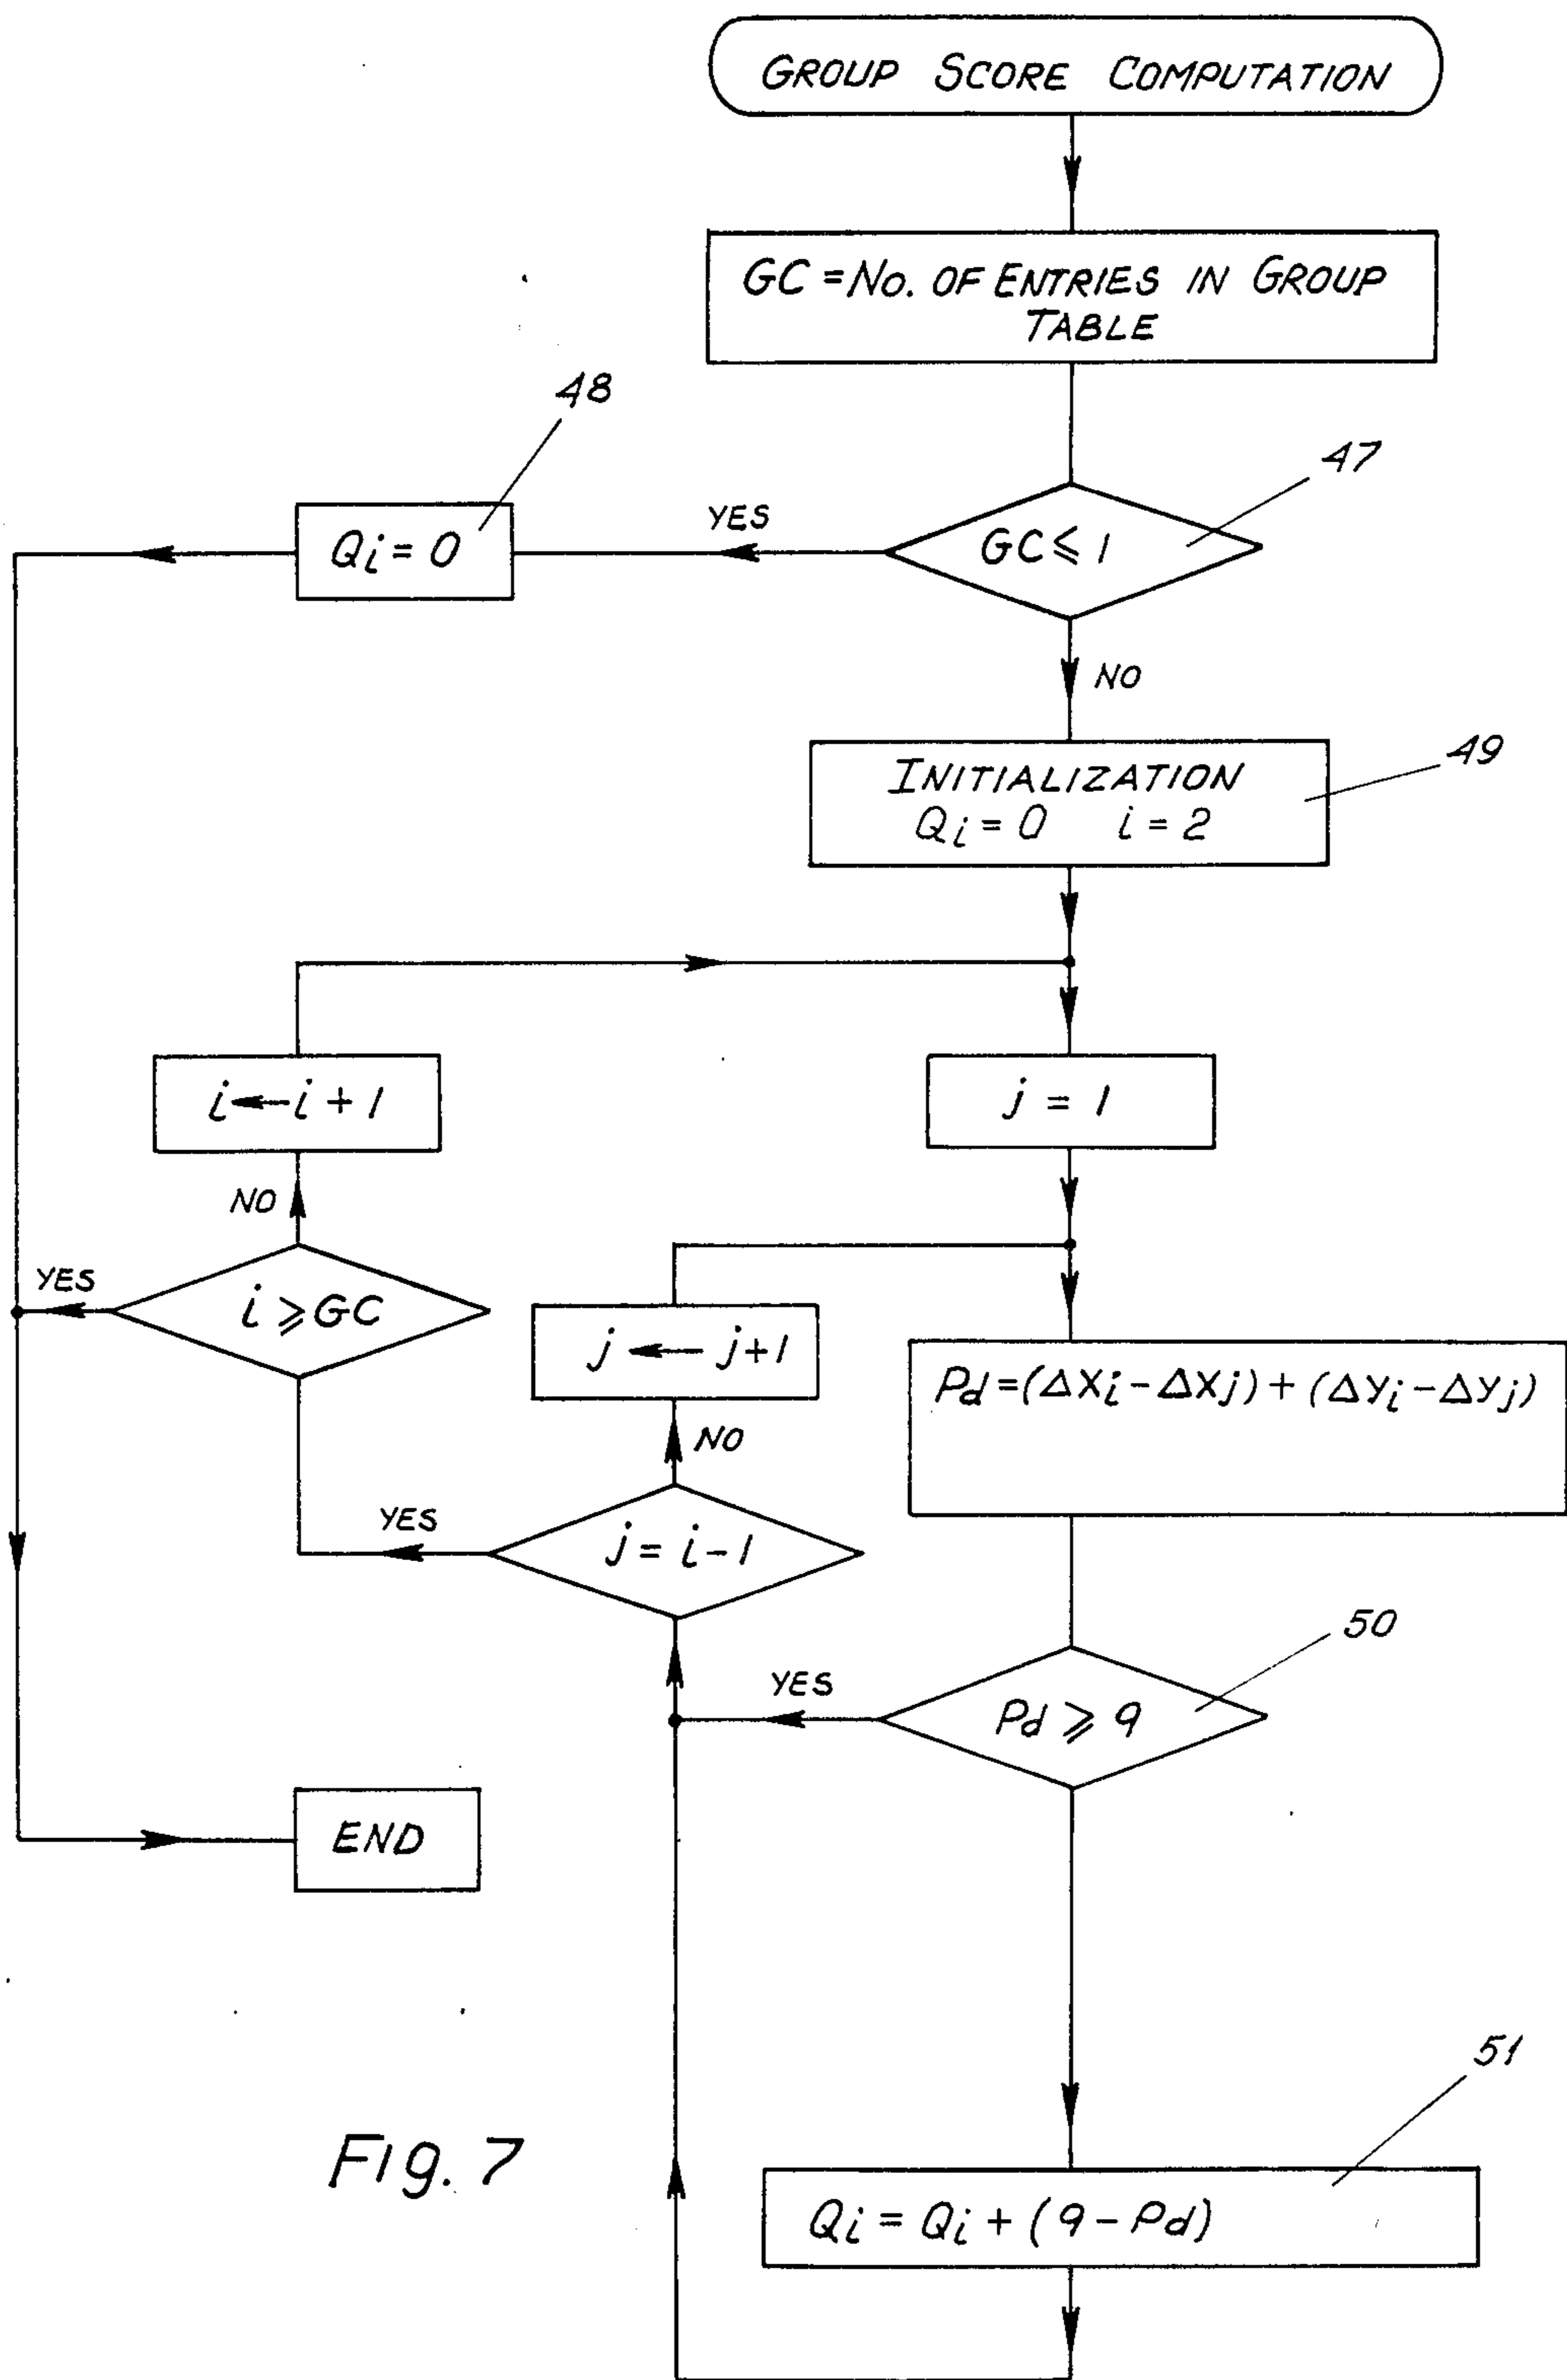 GROUP SCORE COMPUTATION
GC = No. OF ENTRIES IN GROUP
TABLE
48
47
YES
Qi = 0
GC ≤ 1
NO
49
INITIALIZATION
Qi = 0 i = 2
i ← i + 1
j = 1
NO
YES
i ≥ GC
j ← j+1
Pd = (ΔXi - ΔXj) + (ΔYi - ΔYj)
NO
YES
j = i - 1
50
YES
Pd ≥ 9
END
51
Fig. 7
Qi = Qi + (9 - Pd)